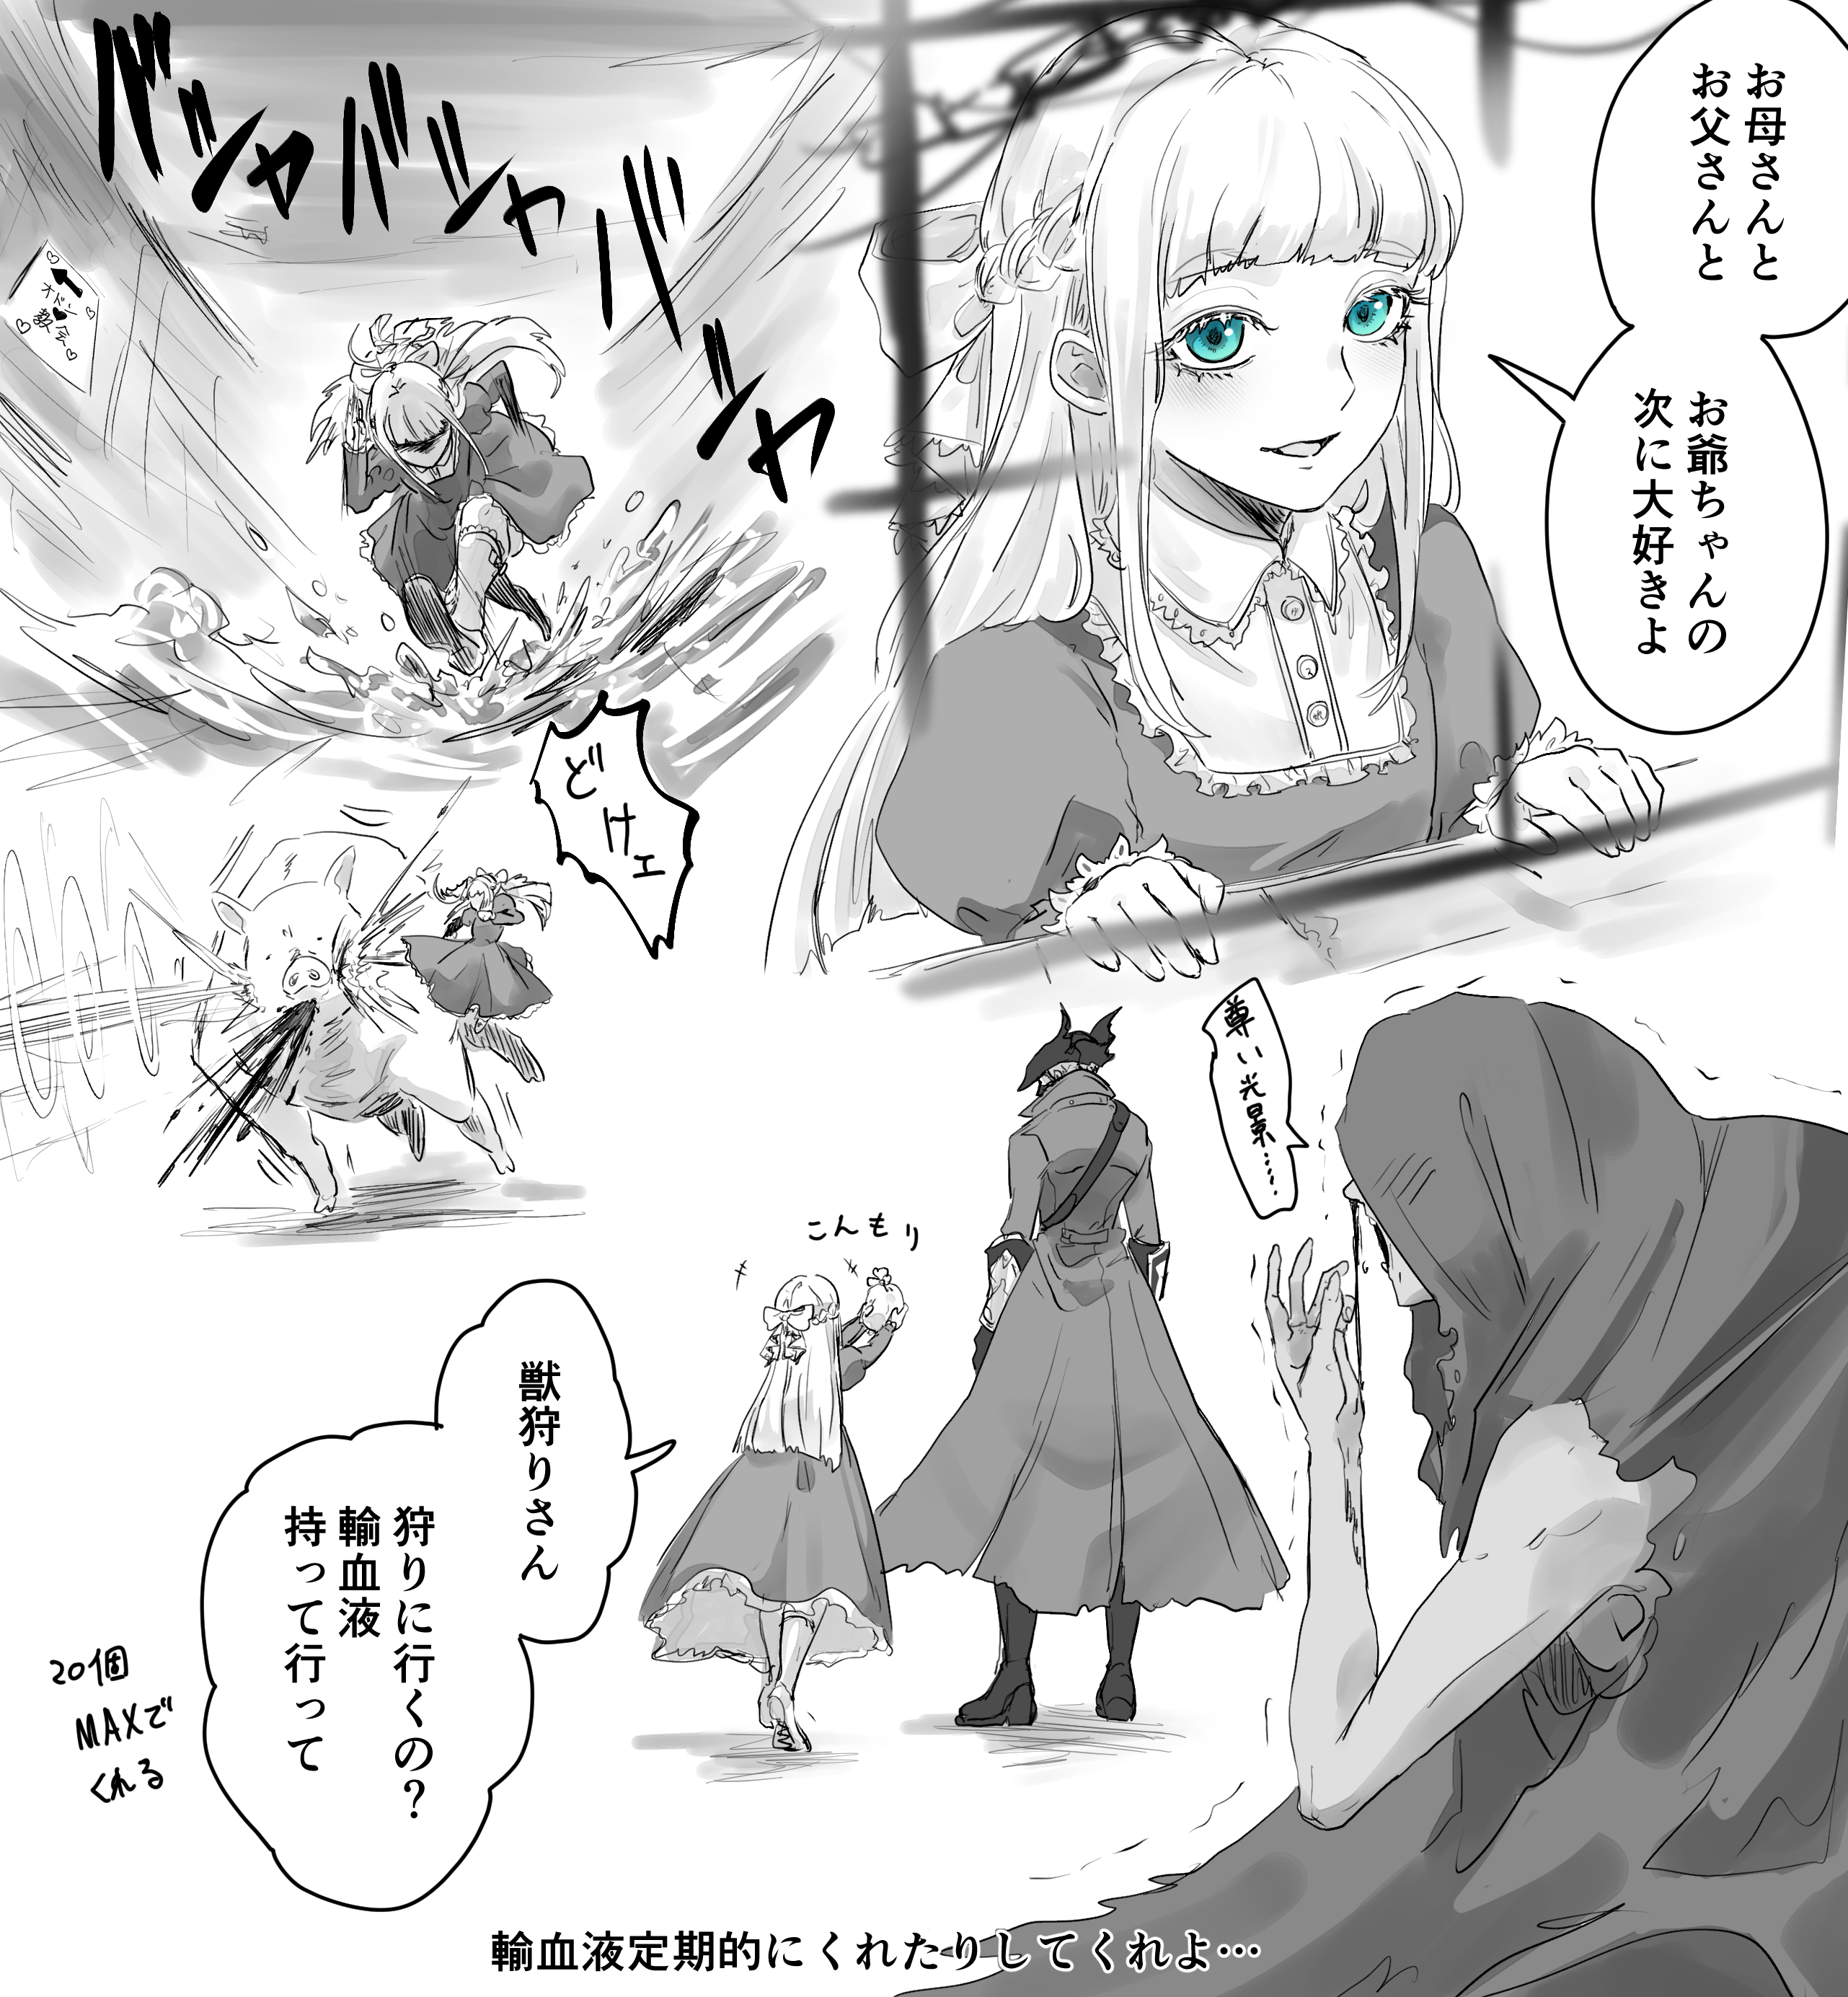 お母さんと
お父さんと
お爺ちゃんの
次に大好きよ
バシャバシャバシャ
オドン
どけェ
尊い光景……
こんもり
獣狩りさん
狩りに行くの？
輸血液
持って行って
20個
MAXで
くれる
輸血液定期的にくれたりしてくれよ…